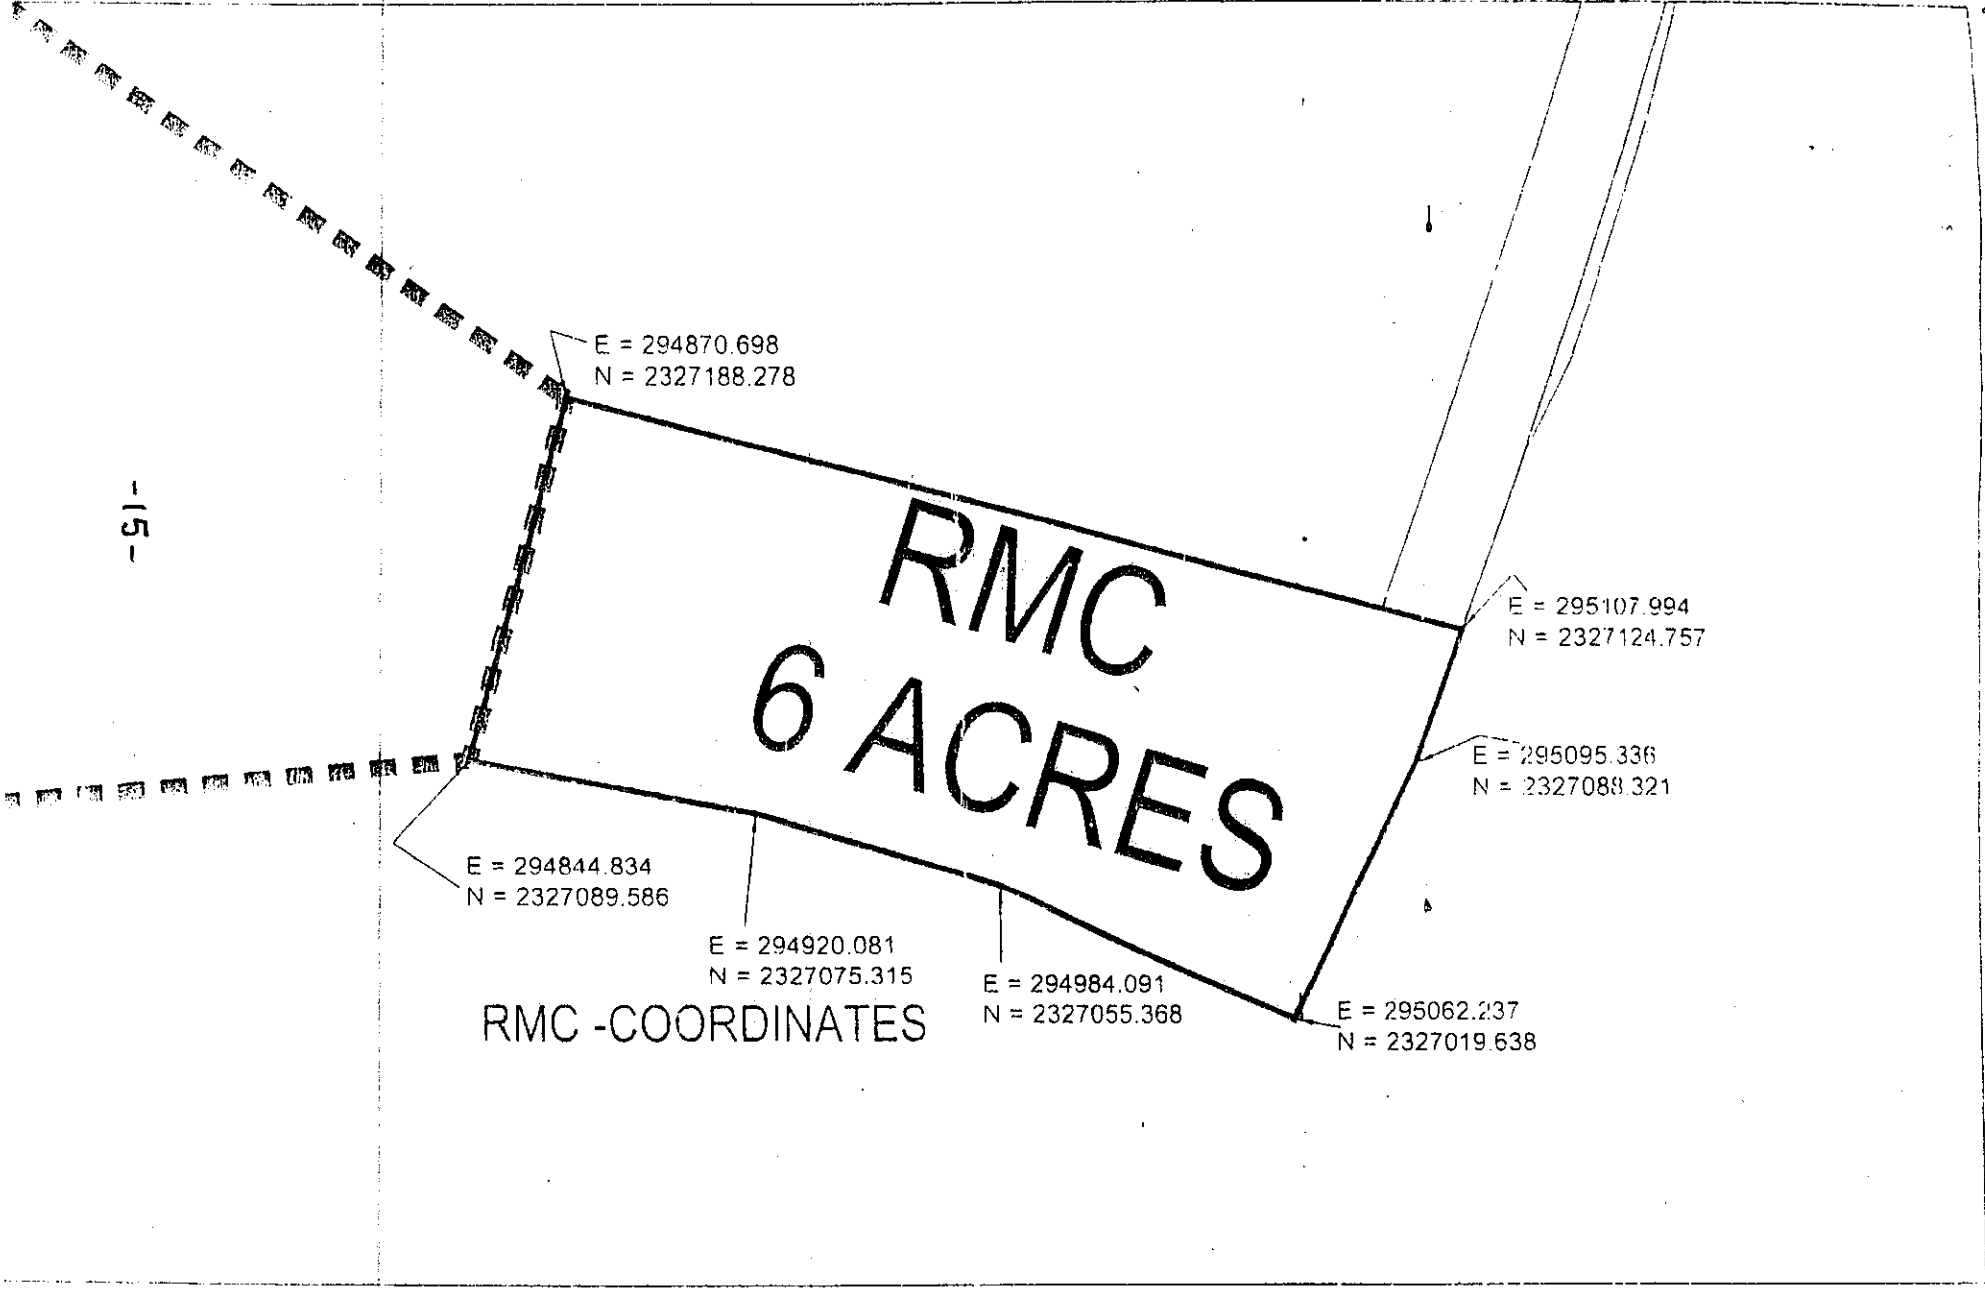 E = 294870.698
N = 2327188.278
-15-
RMC
6 ACRES
E = 295107.994
N = 2327124.757
E = 295095.336
N = 2327088.321
E = 294844.834
N = 2327089.586
E = 294920.081
N = 2327075.315
E = 294984.091
N = 2327055.368
E = 295062.237
N = 2327019.638
RMC -COORDINATES